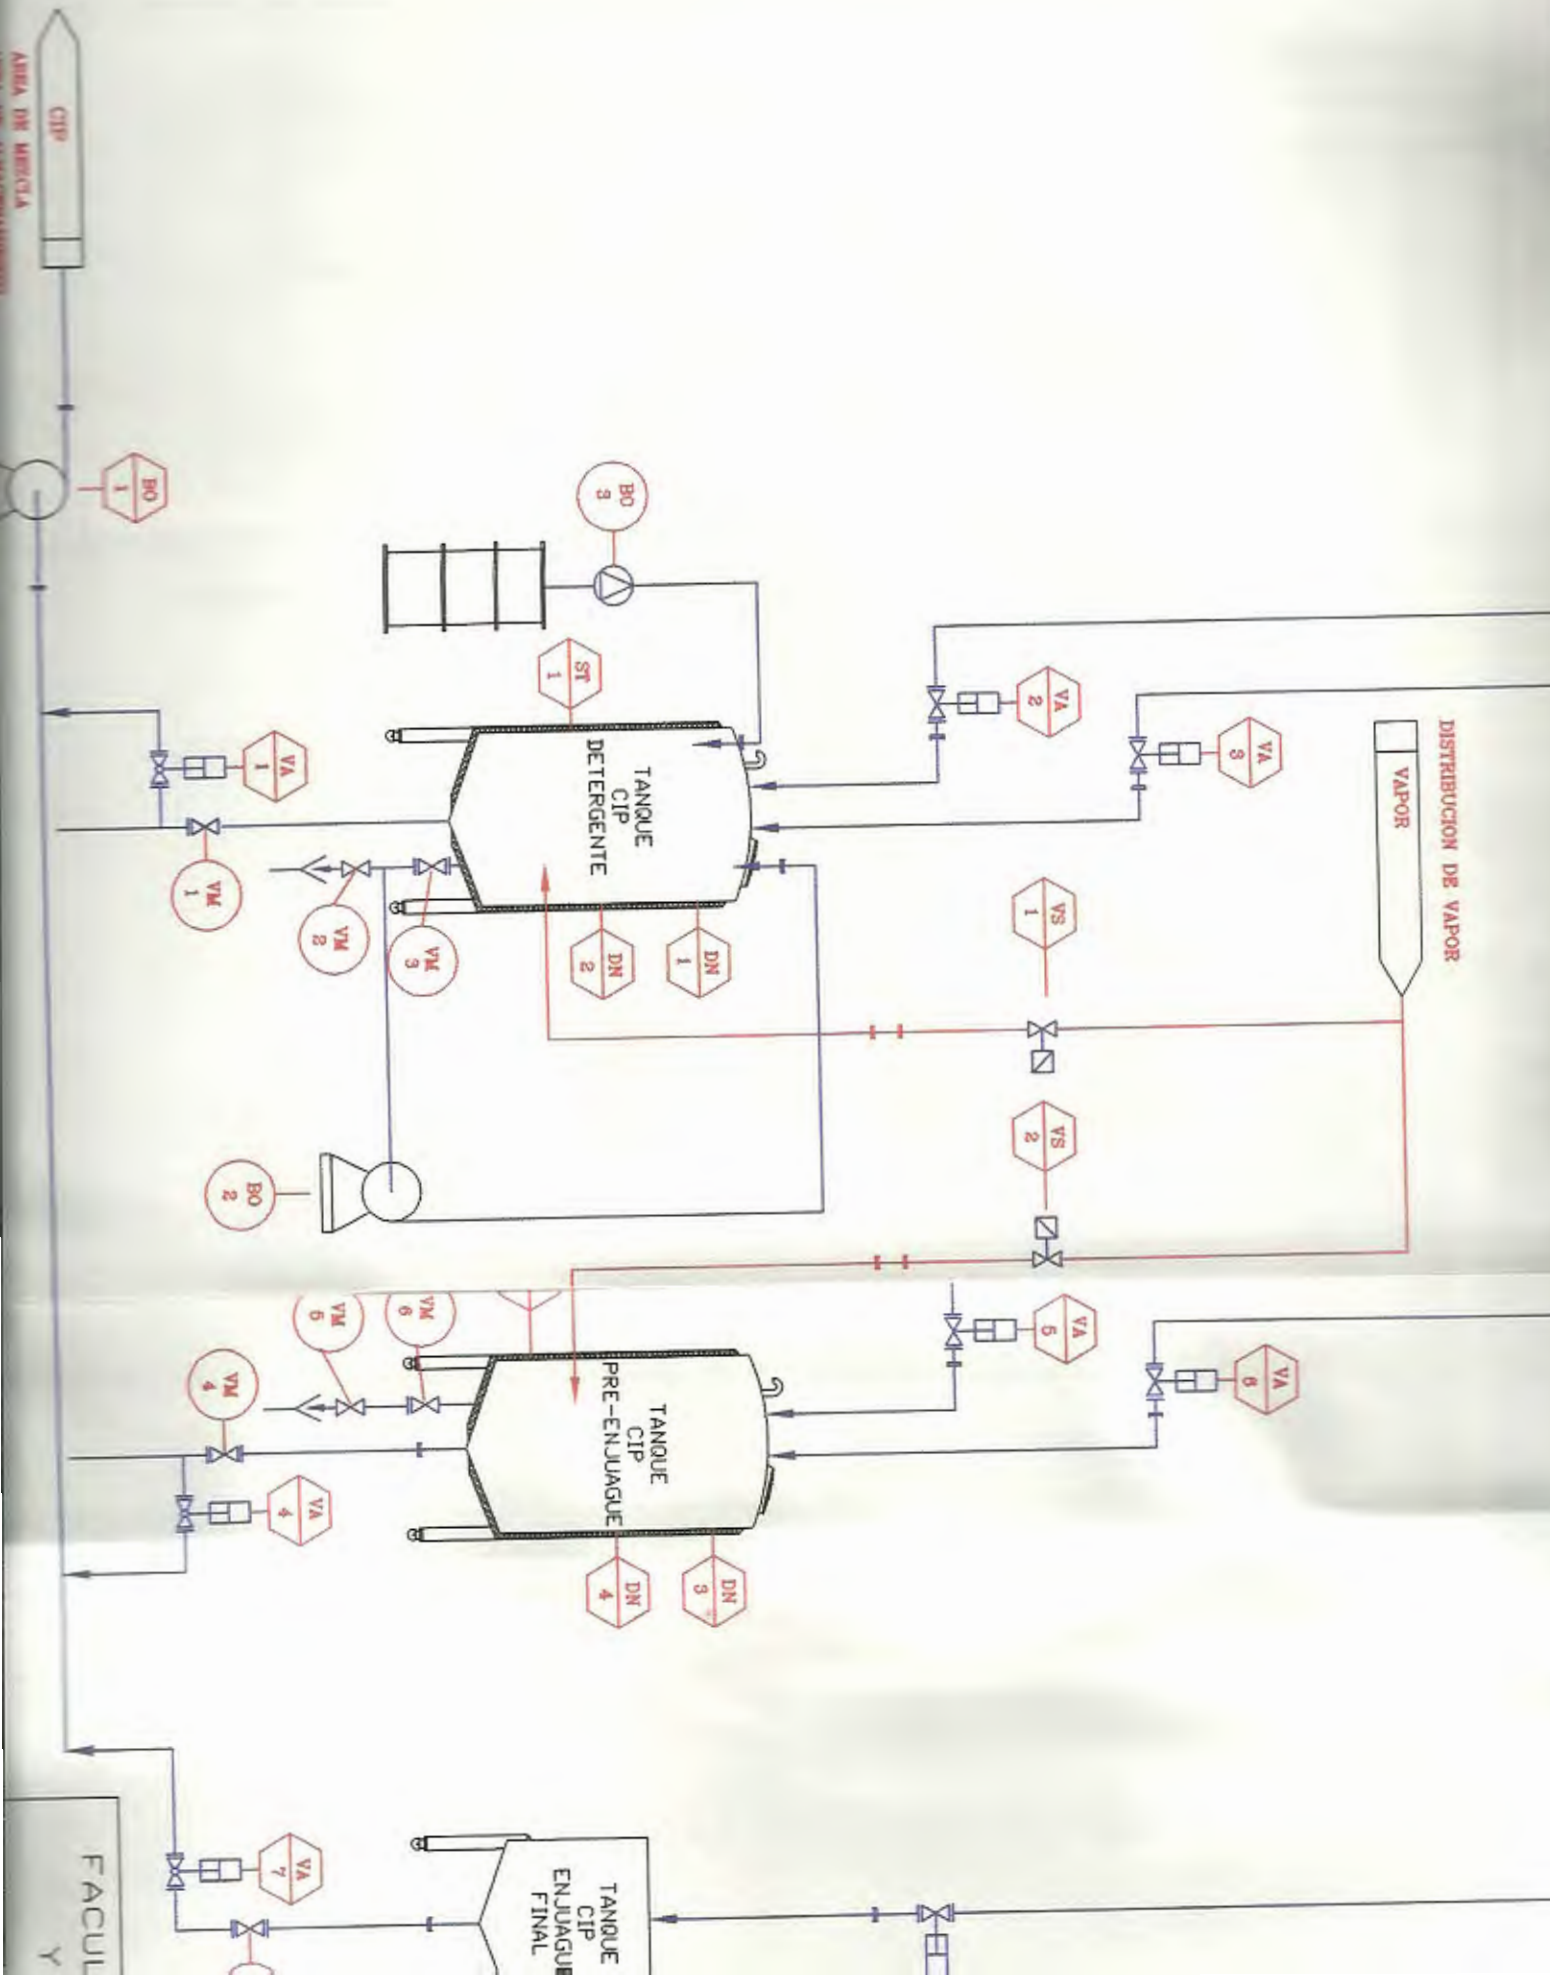 DISTRIBUCION DE VAPOR
VAPOR
VA
3
VA
6
VS
1
VS
2
VA
2
VA
5
DN
1
DN
3
TANQUE
CIP
DETERGENTE
TANQUE
CIP
PRE-ENJUAGUE
TANQUE
CIP
ENJUAGUE
FINAL
BO
3
ST
1
DN
2
DN
4
VM
3
VM
6
VM
2
VM
5
VA
1
VA
4
VA
7
BO
2
VM
1
VM
4
BO
1
CIP
AREA DE MEZCLA
FACUL
Y